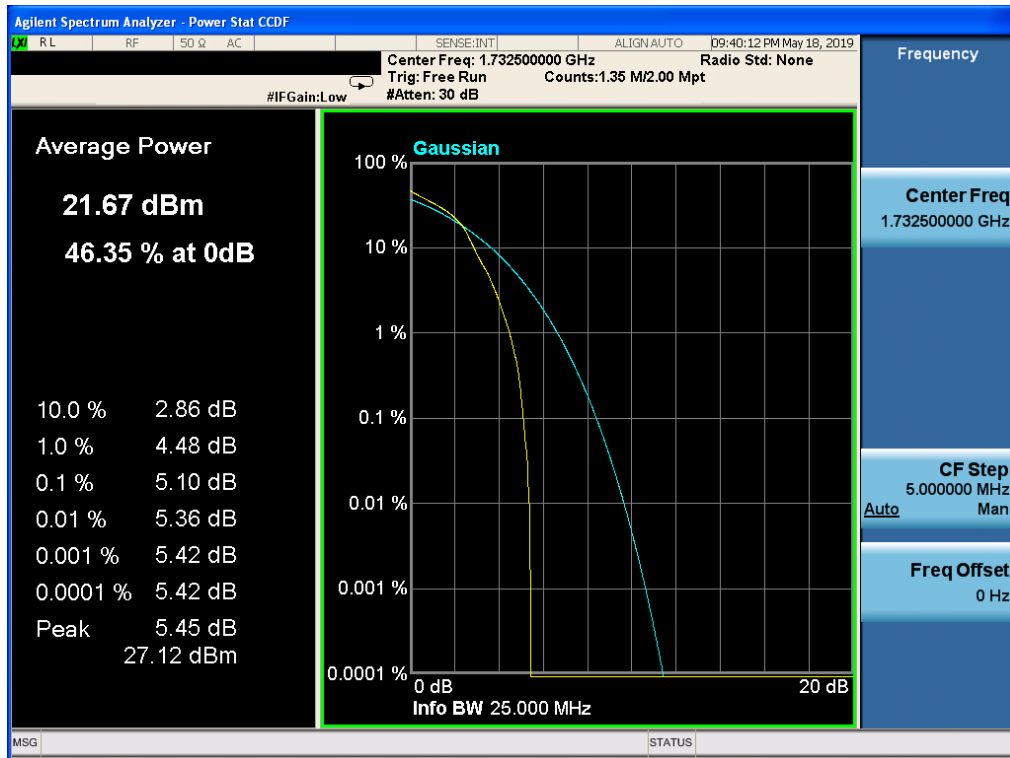 Agilent Spectrum Analyzer - Power Stat CCDF
LXI RL RF 50 Ω AC SENSE:INT ALIGN AUTO 09:40:12 PM May 18, 2019
Center Freq: 1.732500000 GHz Radio Std: None
Trig: Free Run Counts:1.35 M/2.00 Mpt
#IFGain:Low #Atten: 30 dB
Frequency
Average Power
21.67 dBm
46.35 % at 0dB
10.0 % 2.86 dB
1.0 % 4.48 dB
0.1 % 5.10 dB
0.01 % 5.36 dB
0.001 % 5.42 dB
0.0001 % 5.42 dB
Peak 5.45 dB
27.12 dBm
Gaussian
100 %
10 %
1 %
0.1 %
0.01 %
0.001 %
0.0001 %
0 dB 20 dB
Info BW 25.000 MHz
Center Freq
1.732500000 GHz
CF Step
5.000000 MHz
Auto Man
Freq Offset
0 Hz
MSG STATUS